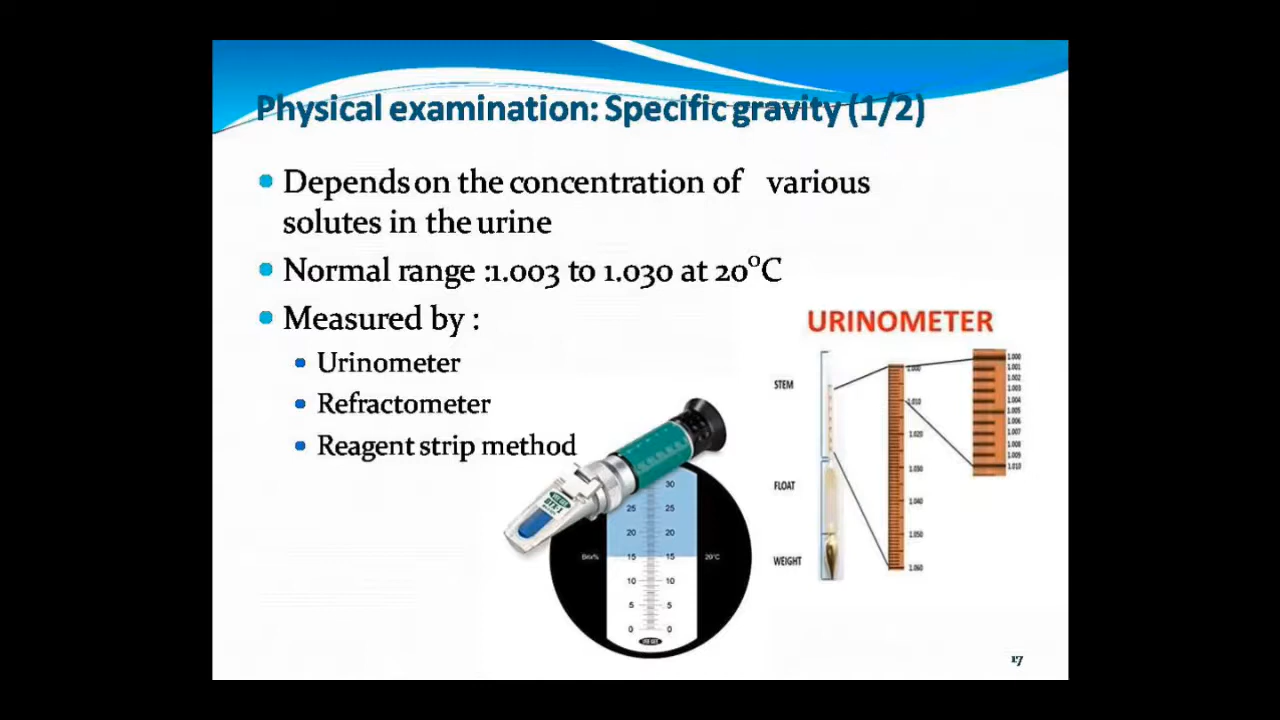 Physical examination: Specific gravity (1/2)
Depends on the concentration of various
solutes in the urine
Normal range :1.003 to 1.030 at 20°C
Measured by :
Urinometer
Refractometer
Reagent strip method
URINOMETER
STEM
FLOAT
WEIGHT
1.000
1.010
1.020
1.030
1.040
1.050
1.060
1.000
1.001
1.002
1.003
1.004
1.005
1.006
1.007
1.008
1.009
1.010
30
25 25
20 20
Brix% 15 15 20°C
10 10
5 5
0 0
17